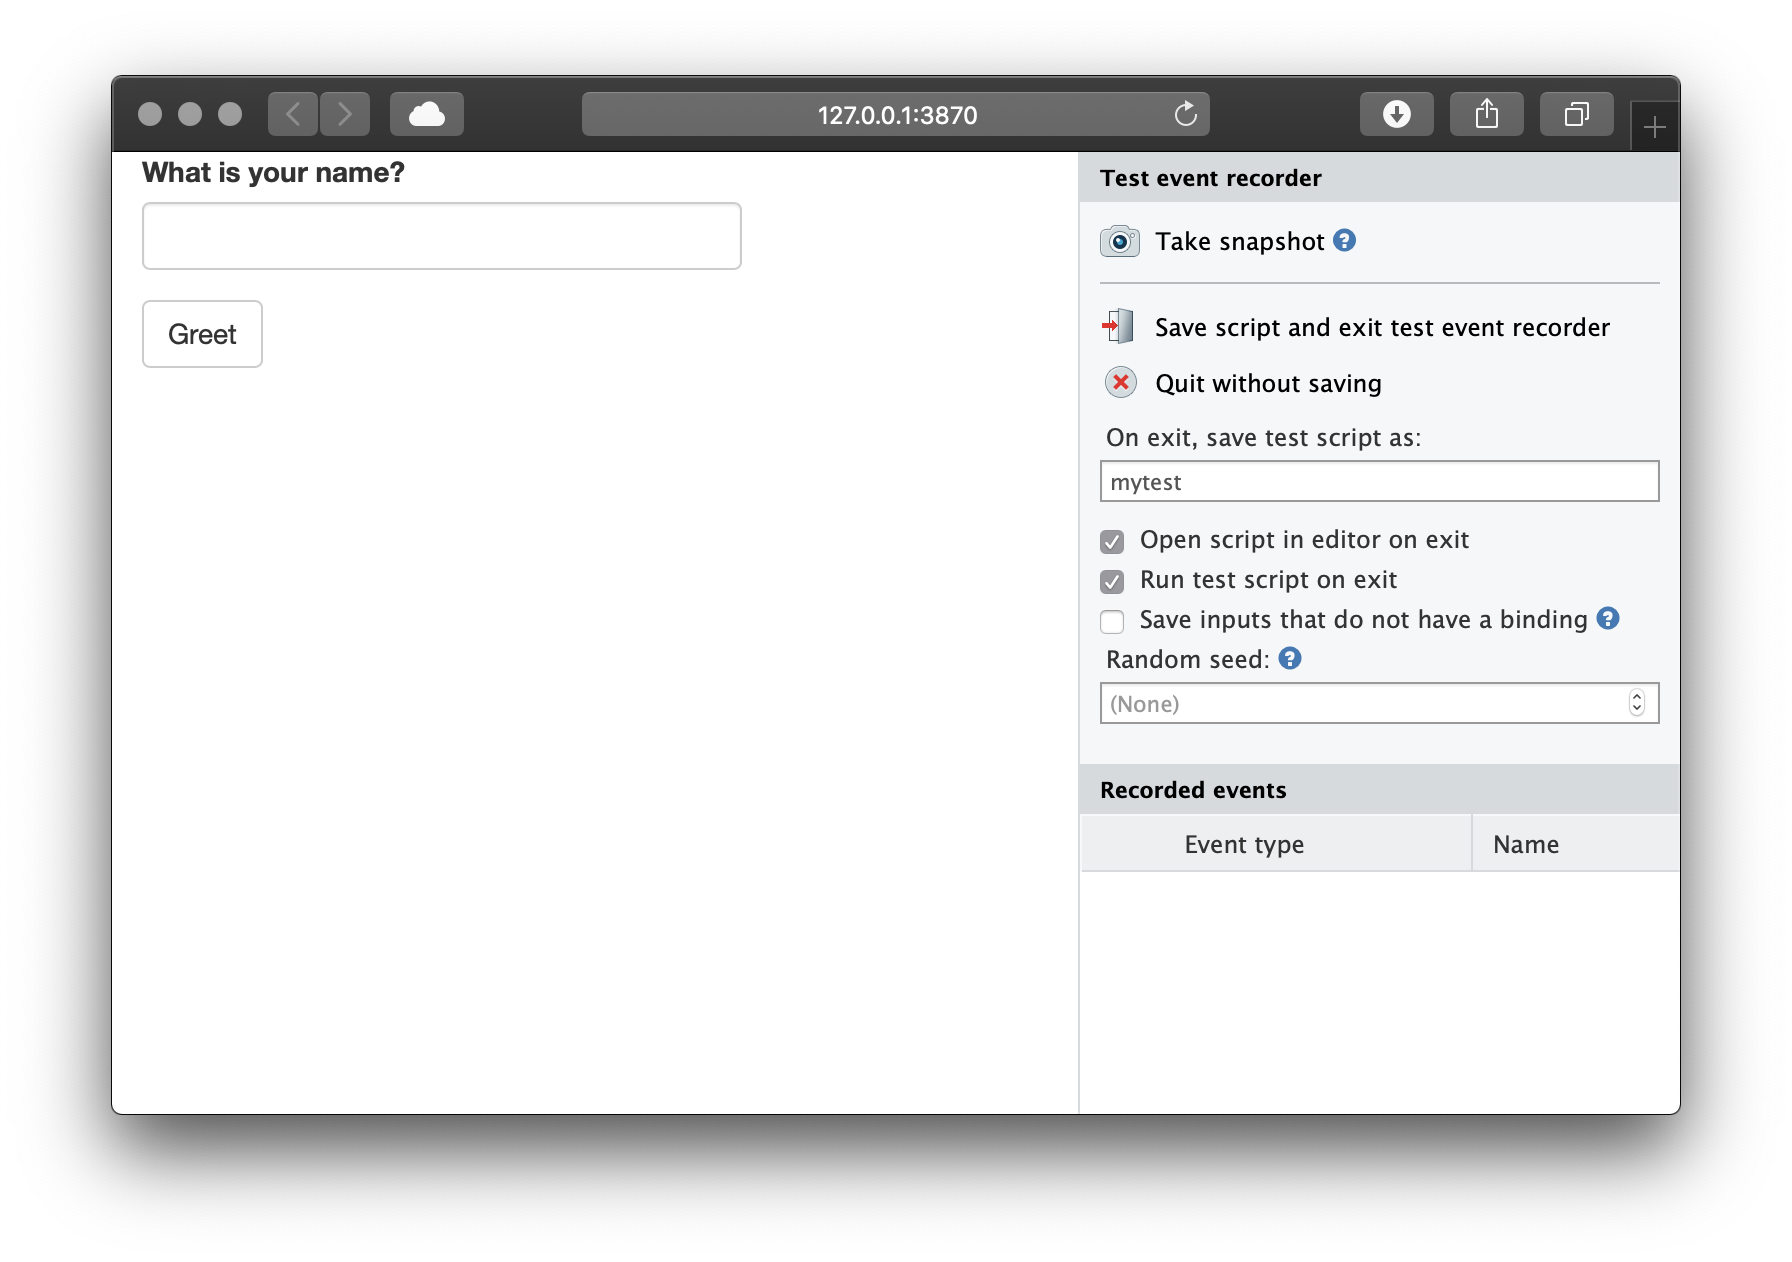 127.0.0.1:3870
What is your name?
Greet
Test event recorder
Take snapshot ?
Save script and exit test event recorder
Quit without saving
On exit, save test script as:
mytest
Open script in editor on exit
Run test script on exit
Save inputs that do not have a binding ?
Random seed: ?
(None)
Recorded events
Event type Name